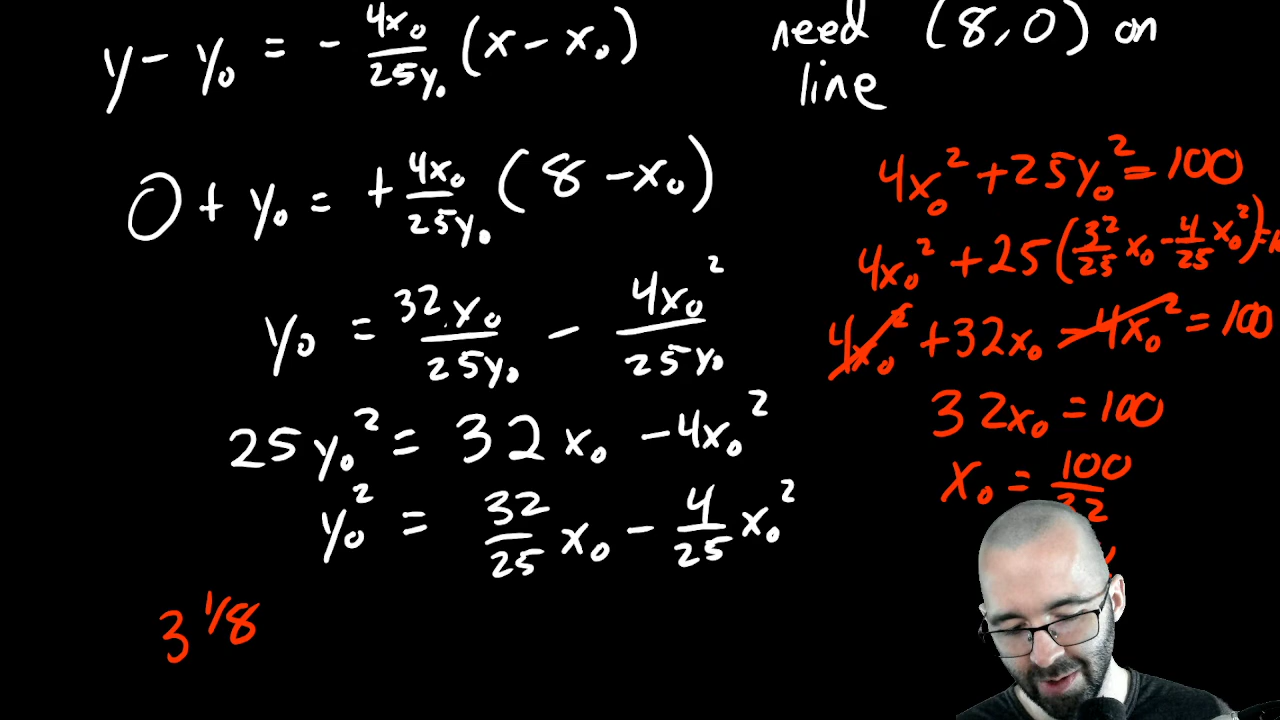 y - y₀ = - 4x₀/25y₀ (x - x₀)
need (8,0) on
line
0 + y₀ = + 4x₀/25y₀ (8 - x₀)
y₀ = 32x₀/25y₀ - 4x₀²/25y₀
25y₀² = 32x₀ - 4x₀²
y₀² = 32/25 x₀ - 4/25 x₀²
3 1/8
4x₀² + 25y₀² = 100
4x₀² + 25(32/25 x₀ - 4/25 x₀²) =
4x₀² + 32x₀ - 4x₀² = 100
32x₀ = 100
x₀ = 100/32